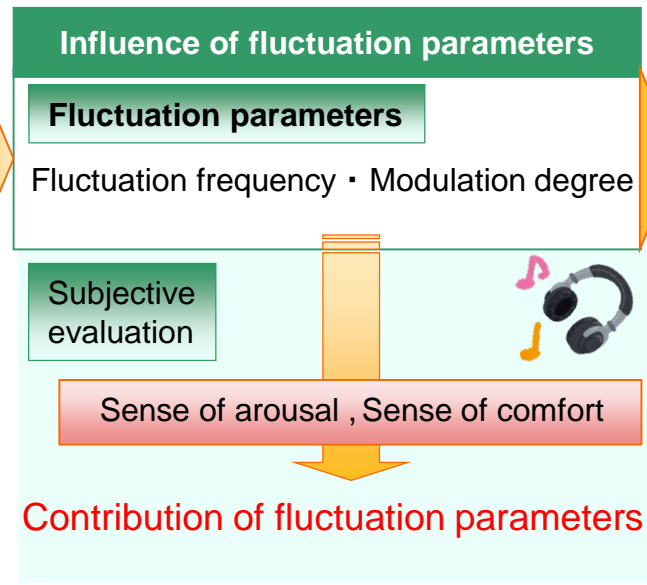 Influence of fluctuation parameters
Fluctuation parameters
Fluctuation frequency・Modulation degree
Subjective
evaluation
Sense of arousal , Sense of comfort
Contribution of fluctuation parameters